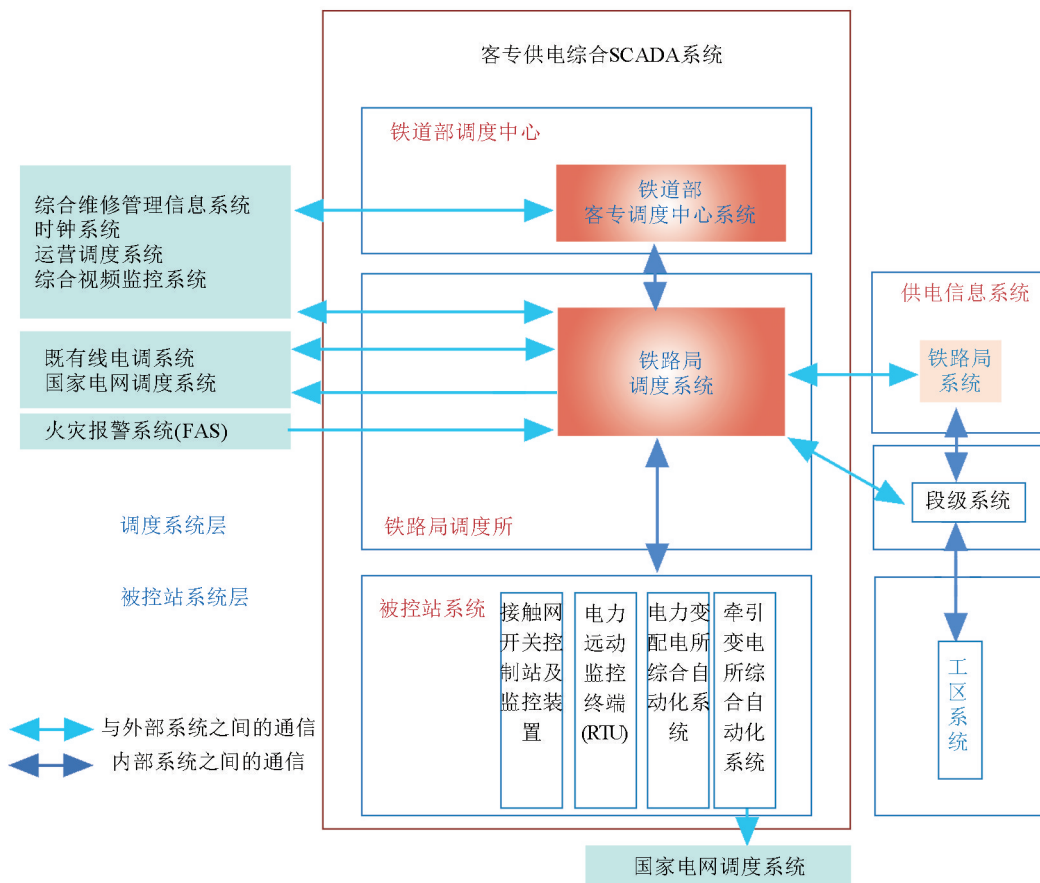 客专供电综合SCADA系统
铁道部调度中心
铁道部
客专调度中心系统
综合维修管理信息系统
时钟系统
运营调度系统
综合视频监控系统
既有线电调系统
国家电网调度系统
火灾报警系统(FAS)
铁路局
调度系统
铁路局调度所
供电信息系统
铁路局
系统
段级系统
工区系统
调度系统层
被控站系统层
被控站系统
接触网
开关控
制站及
监控装
置
电力
远动
监控
终端
(RTU)
电力变
配电所
综合自
动化系
统
牵引
变电
所综
合自
动化
系统
与外部系统之间的通信
内部系统之间的通信
国家电网调度系统